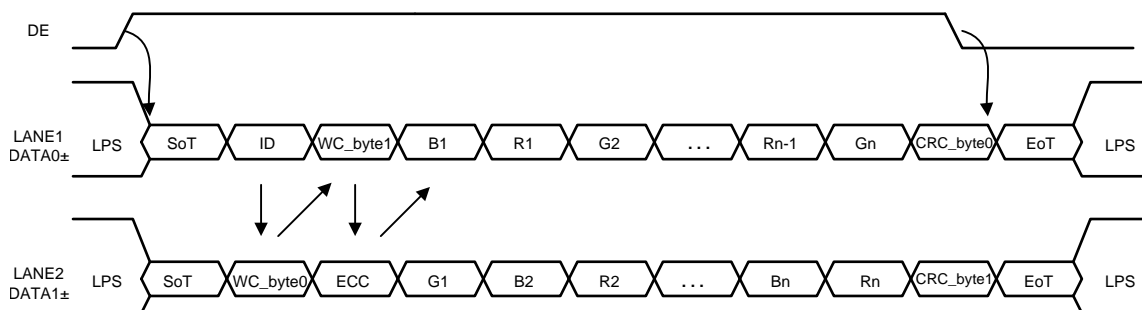 DE
LANE1
DATA0±
LPS
SoT
ID
WC_byte1
B1
R1
G2
...
Rn-1
Gn
CRC_byte0
EoT
LPS
LANE2
DATA1±
LPS
SoT
WC_byte0
ECC
G1
B2
R2
...
Bn
Rn
CRC_byte1
EoT
LPS